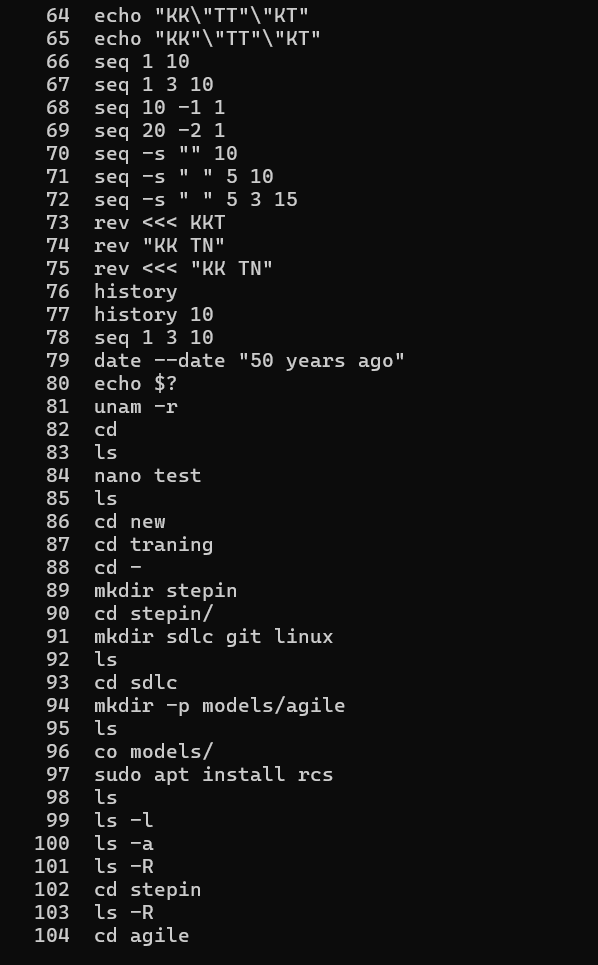 64 echo "KK\"TT"\"KT"
65 echo "KK"\"TT"\"KT"
66 seq 1 10
67 seq 1 3 10
68 seq 10 -1 1
69 seq 20 -2 1
70 seq -s "" 10
71 seq -s " " 5 10
72 seq -s " " 5 3 15
73 rev <<< KKT
74 rev "KK TN"
75 rev <<< "KK TN"
76 history
77 history 10
78 seq 1 3 10
79 date --date "50 years ago"
80 echo $?
81 unam -r
82 cd
83 ls
84 nano test
85 ls
86 cd new
87 cd traning
88 cd -
89 mkdir stepin
90 cd stepin/
91 mkdir sdlc git linux
92 ls
93 cd sdlc
94 mkdir -p models/agile
95 ls
96 co models/
97 sudo apt install rcs
98 ls
99 ls -l
100 ls -a
101 ls -R
102 cd stepin
103 ls -R
104 cd agile